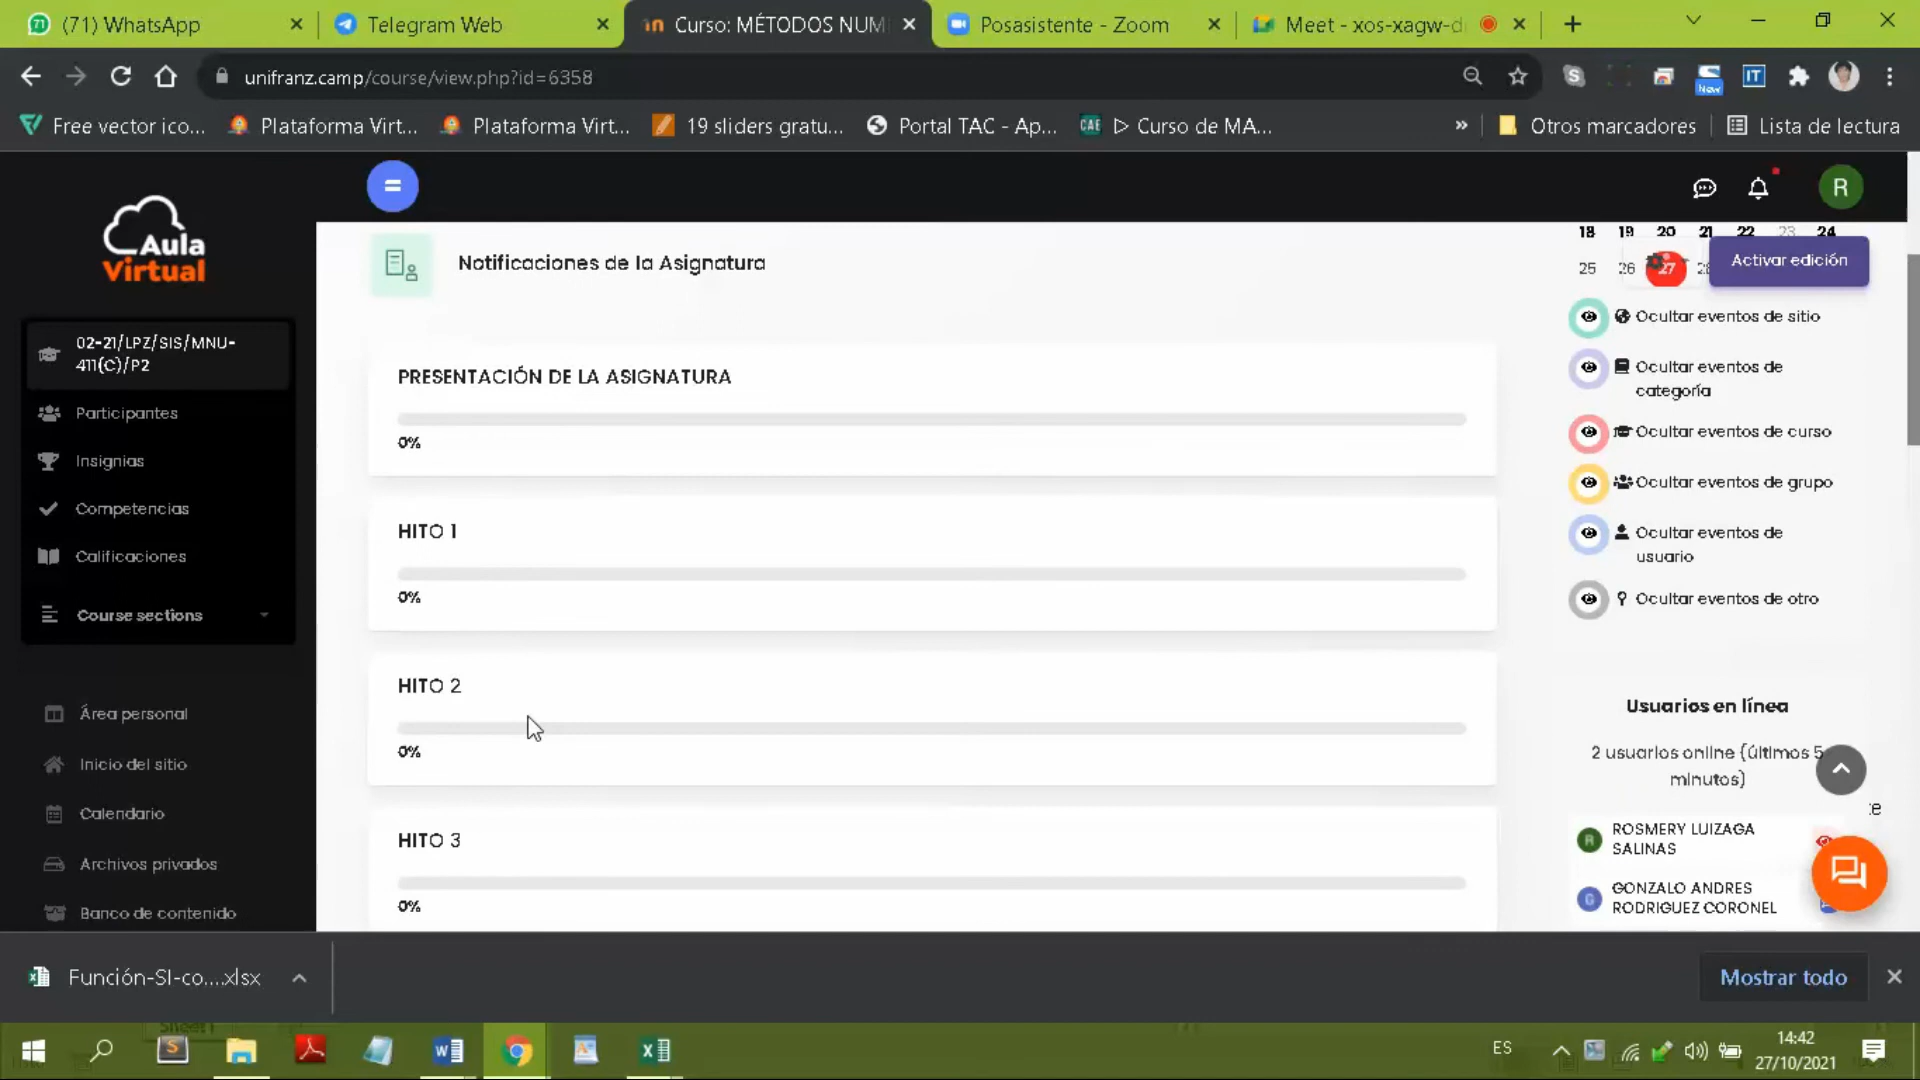 (71) WhatsApp
Telegram Web
Curso: MÉTODOS NUM
Posasistente - Zoom
Meet - xos-xagw-d
unifranz.camp/course/view.php?id=6358
New
IT
Free vector ico...
Plataforma Virt...
Plataforma Virt...
19 sliders gratu...
Portal TAC - Ap...
CAE
▷ Curso de MA...
»
Otros marcadores
Lista de lectura
Aula
Virtual
R
02-21/LPZ/SIS/MNU-
411(C)/P2
Participantes
Insignias
Competencias
Calificaciones
Course sections
Área personal
Inicio del sitio
Calendario
Archivos privados
Banco de contenido
Notificaciones de la Asignatura
PRESENTACIÓN DE LA ASIGNATURA
0%
HITO 1
0%
HITO 2
0%
HITO 3
0%
18 19 20 21 22 23 24
25 26 27
Activar edición
Ocultar eventos de sitio
Ocultar eventos de
categoría
Ocultar eventos de curso
Ocultar eventos de grupo
Ocultar eventos de
usuario
Ocultar eventos de otro
Usuarios en línea
2 usuarios online (últimos 5
minutos)
R
ROSMERY LUIZAGA
SALINAS
G
GONZALO ANDRES
RODRIGUEZ CORONEL
Función-SI-co....xlsx
Mostrar todo
ES
14:42
27/10/2021